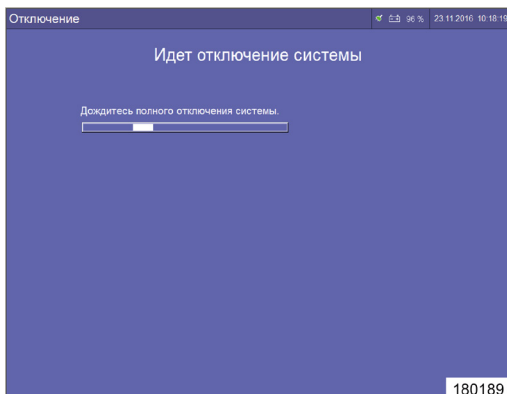 Отключение 96 % 23.11.2016 10:18:19
Идет отключение системы
Дождитесь полного отключения системы.
180189